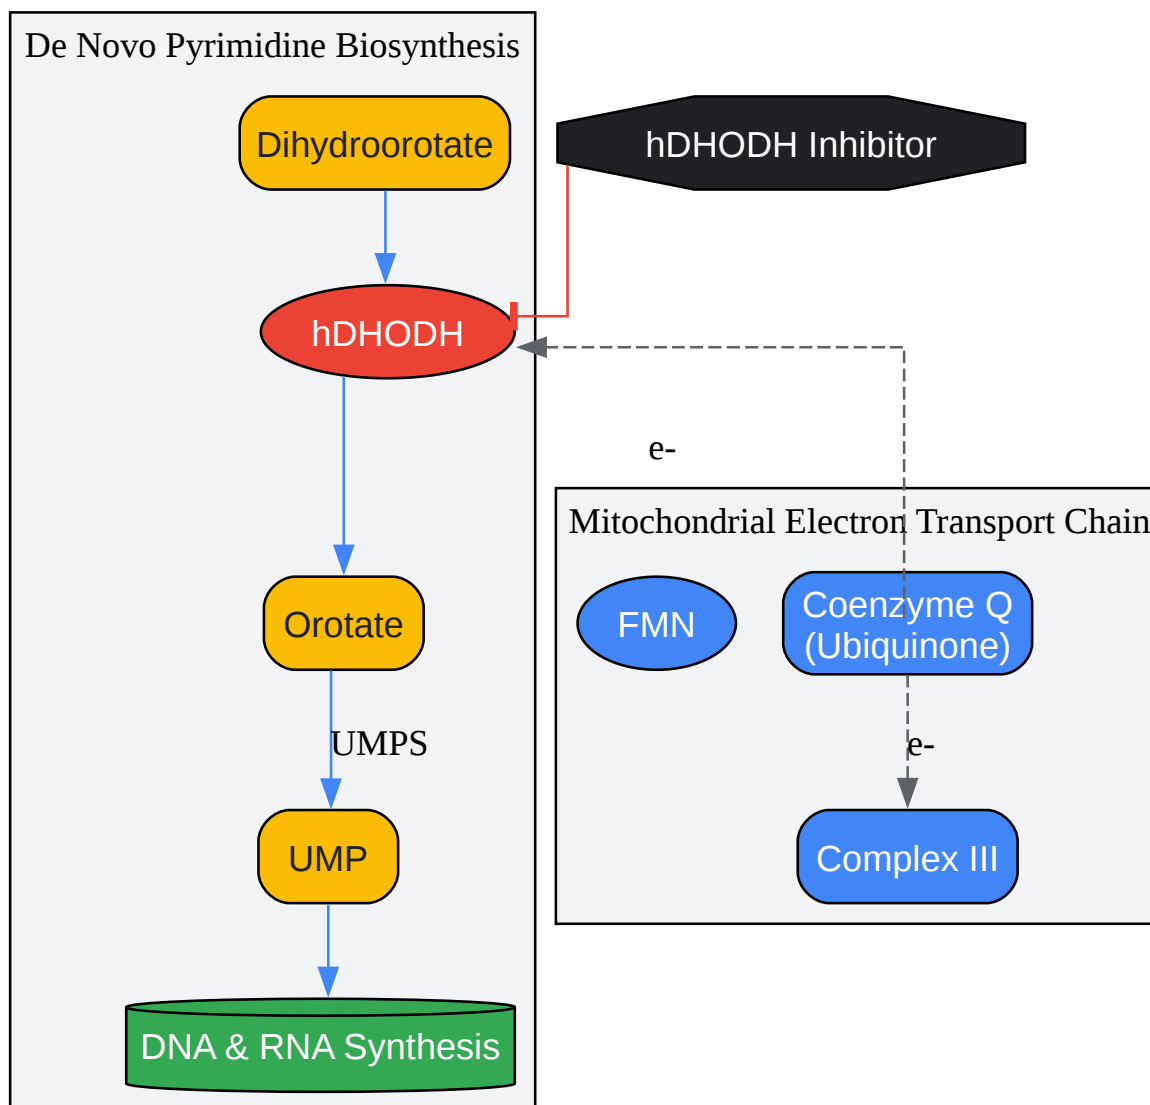 De Novo Pyrimidine Biosynthesis
Dihydroorotate
hDHODH Inhibitor
hDHODH
e-
Mitochondrial Electron Transport Chain
Orotate
FMN
Coenzyme Q
(Ubiquinone)
UMPS
e-
UMP
Complex III
DNA & RNA Synthesis